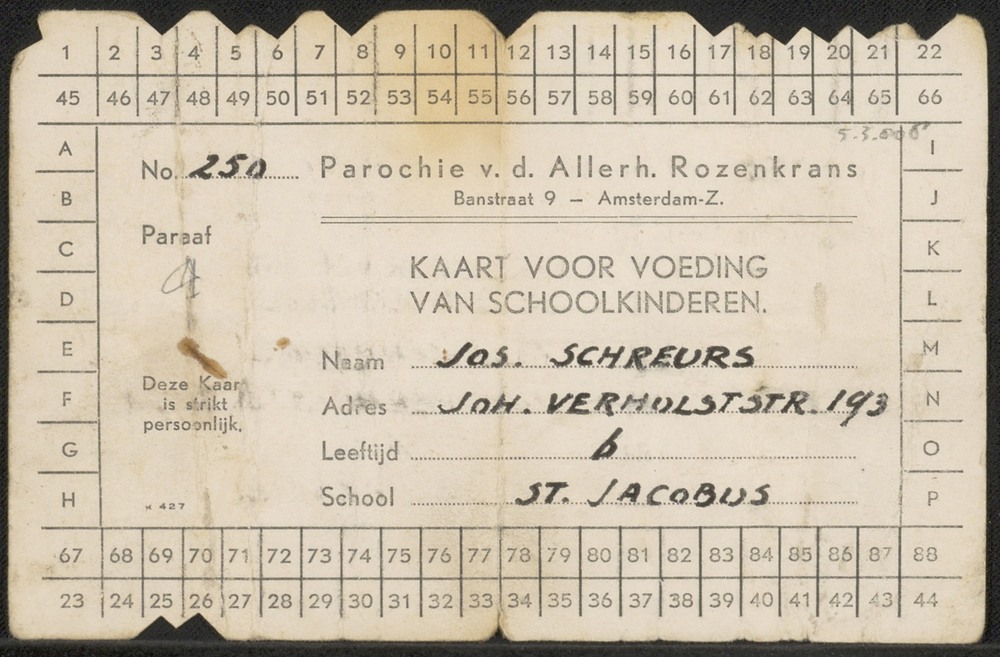 1 2 3 4 5 6 7 8 9 10 11 12 13 14 15 16 17 18 19 20 21 22
45 46 47 48 49 50 51 52 53 54 55 56 57 58 59 60 61 62 63 64 65 66
A
B
C
D
E
F
G
H
No. 250
Paraaf
Deze Kaart
is strikt
persoonlijk.
K 427
Parochie v. d. Allerh. Rozenkrans
Banstraat 9 – Amsterdam-Z.
KAART VOOR VOEDING
VAN SCHOOLKINDEREN.
Naam JOS. SCHREURS
Adres JOH. VERHULSTSTR. 193
Leeftijd 6
School ST. JACOBUS
I
J
K
L
M
N
O
P
67 68 69 70 71 72 73 74 75 76 77 78 79 80 81 82 83 84 85 86 87 88
23 24 25 26 27 28 29 30 31 32 33 34 35 36 37 38 39 40 41 42 43 44